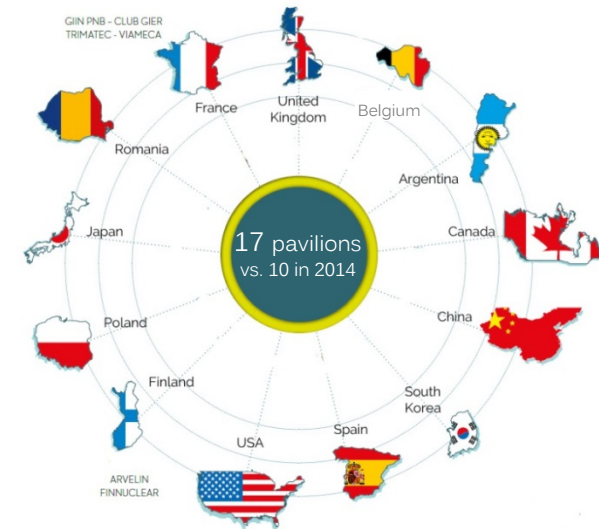 GIIN PNB - CLUB GIER
TRIMATEC - VIAMECA
France
United
Kingdom
Belgium
Romania
Argentina
Japan
Canada
17 pavilions
vs. 10 in 2014
Poland
China
Finland
South
Korea
USA
Spain
ARVELIN
FINNUCLEAR